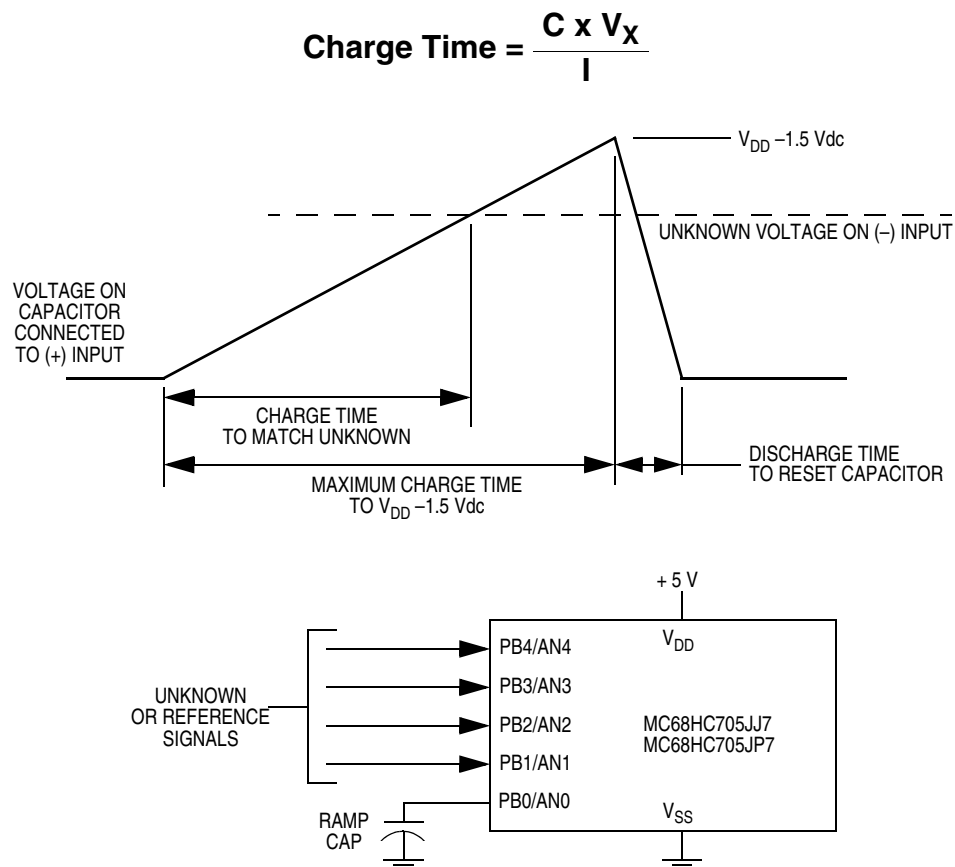 Charge Time = C x V_X / I
V_DD –1.5 Vdc
UNKNOWN VOLTAGE ON (–) INPUT
VOLTAGE ON
CAPACITOR
CONNECTED
TO (+) INPUT
CHARGE TIME
TO MATCH UNKNOWN
MAXIMUM CHARGE TIME
TO V_DD –1.5 Vdc
DISCHARGE TIME
TO RESET CAPACITOR
+ 5 V
V_DD
PB4/AN4
PB3/AN3
PB2/AN2
PB1/AN1
PB0/AN0
UNKNOWN
OR REFERENCE
SIGNALS
MC68HC705JJ7
MC68HC705JP7
V_SS
RAMP
CAP